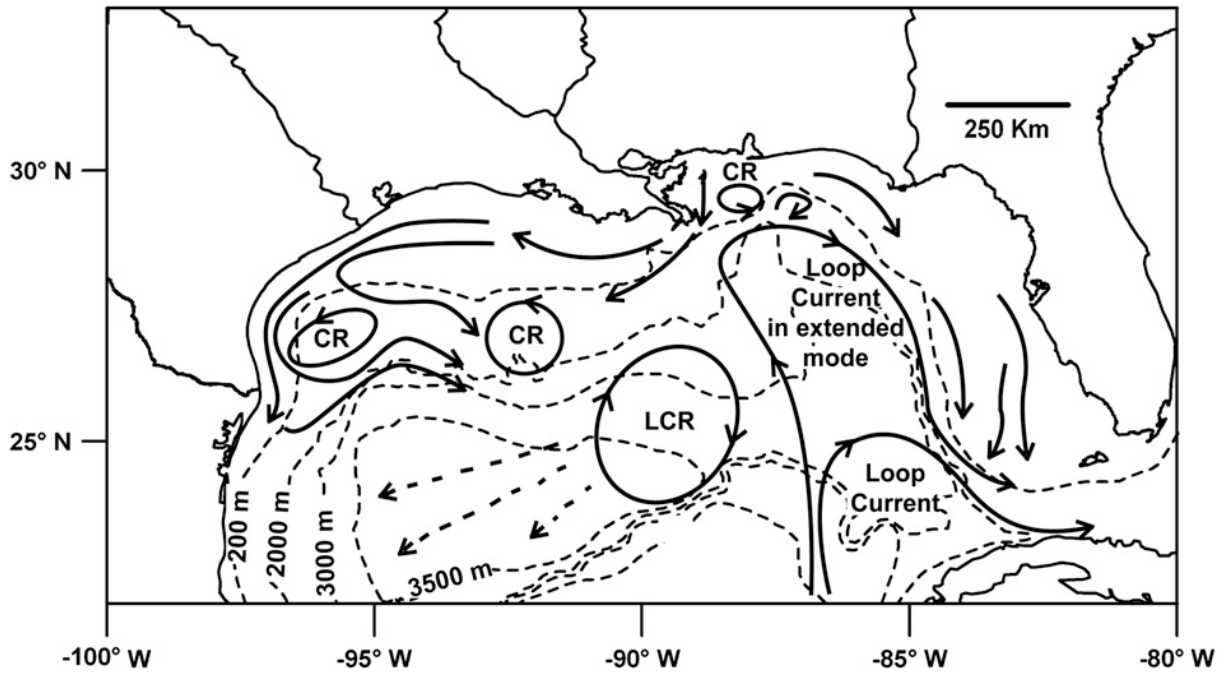 250 Km
30° N
CR
Loop
Current
in extended
mode
CR
CR
LCR
25° N
Loop
Current
200 m
2000 m
3000 m
3500 m
-100° W
-95° W
-90° W
-85° W
-80° W